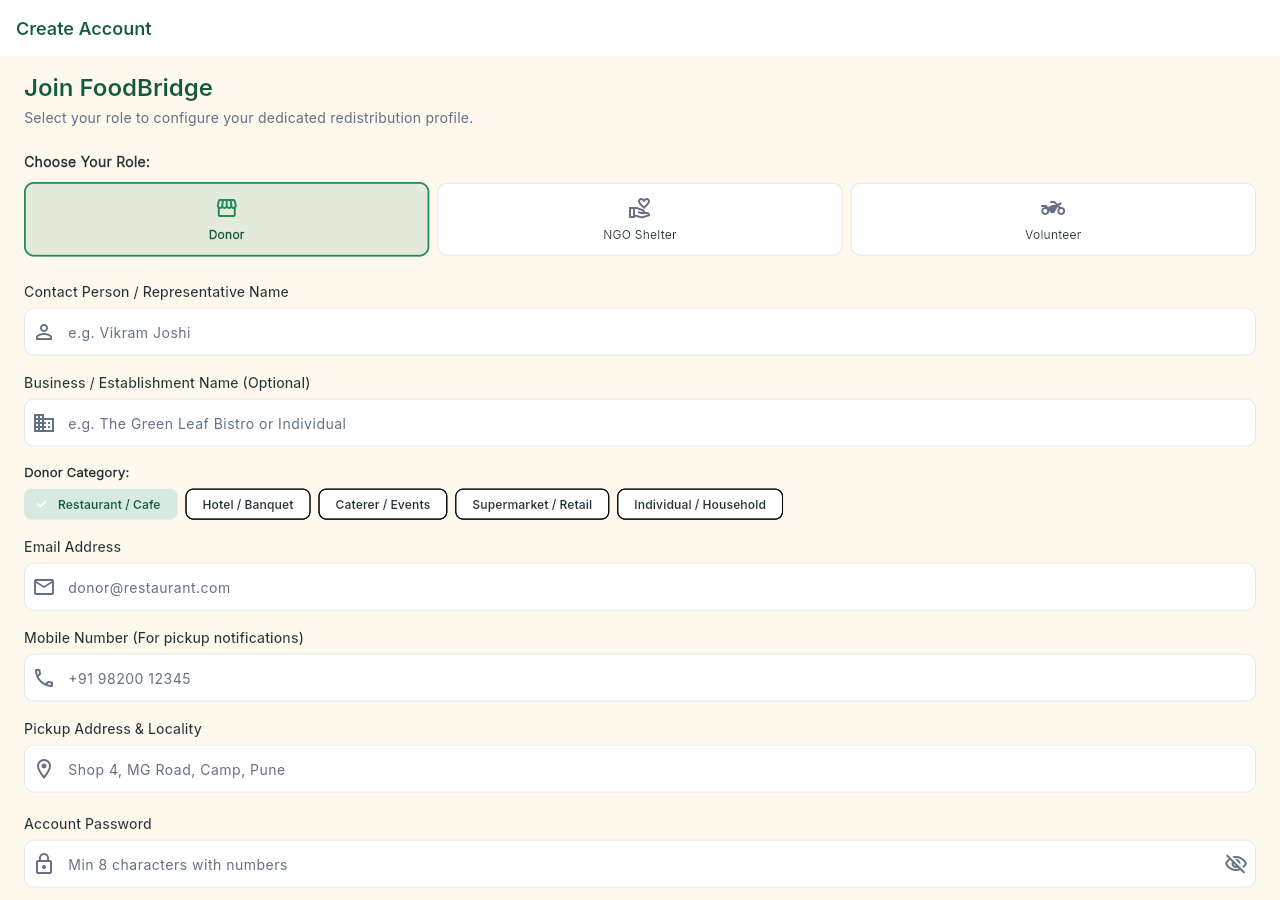 Create Account
Join FoodBridge
Select your role to configure your dedicated redistribution profile.
Choose Your Role:
Donor
NGO Shelter
Volunteer
Contact Person / Representative Name
e.g. Vikram Joshi
Business / Establishment Name (Optional)
e.g. The Green Leaf Bistro or Individual
Donor Category:
Restaurant / Cafe
Hotel / Banquet
Caterer / Events
Supermarket / Retail
Individual / Household
Email Address
donor@restaurant.com
Mobile Number (For pickup notifications)
+91 98200 12345
Pickup Address & Locality
Shop 4, MG Road, Camp, Pune
Account Password
Min 8 characters with numbers